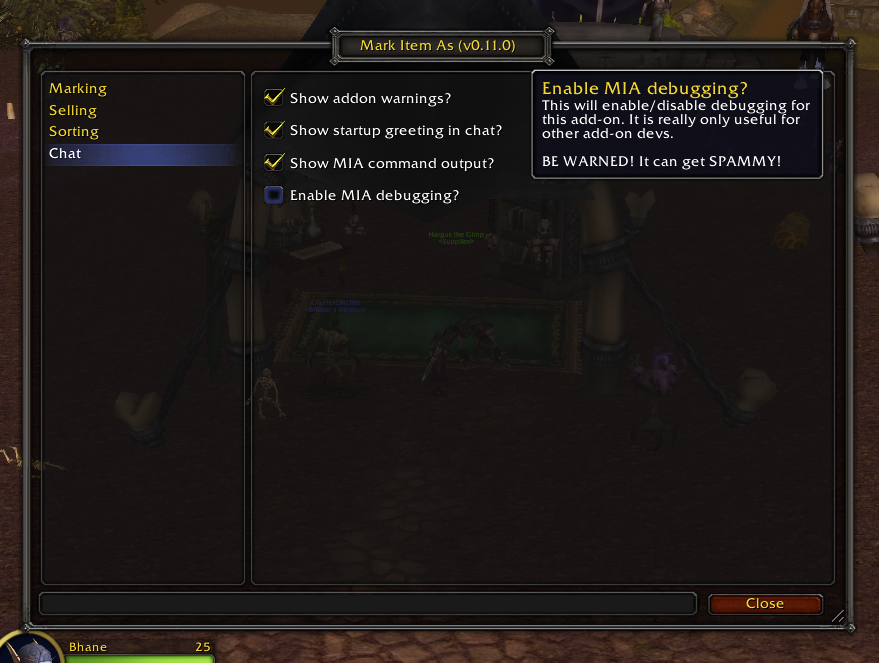 Mark Item As (v0.11.0)
Marking
Selling
Sorting
Chat
Show addon warnings?
Show startup greeting in chat?
Show MIA command output?
Enable MIA debugging?
Enable MIA debugging?
This will enable/disable debugging for
this add-on. It is really only useful for
other add-on devs.
BE WARNED! It can get SPAMMY!
<Supplies>
Close
Bhane 25